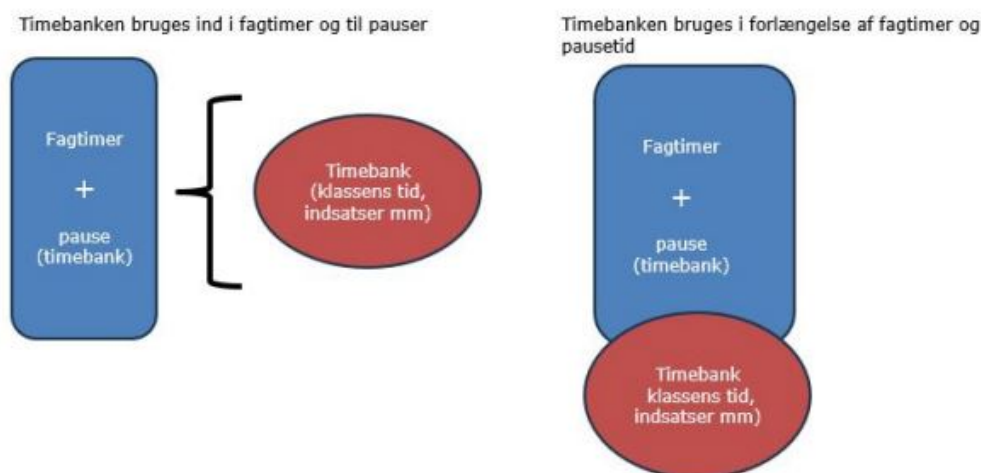 Timebanken bruges ind i fagtimer og til pauser
Fagtimer
+
pause
(timebank)
Timebank
(klassens tid,
indsatser mm)
Timebanken bruges i forlængelse af fagtimer og
pausetid
Fagtimer
+
pause
(timebank)
Timebank
klassens tid,
indsatser mm)